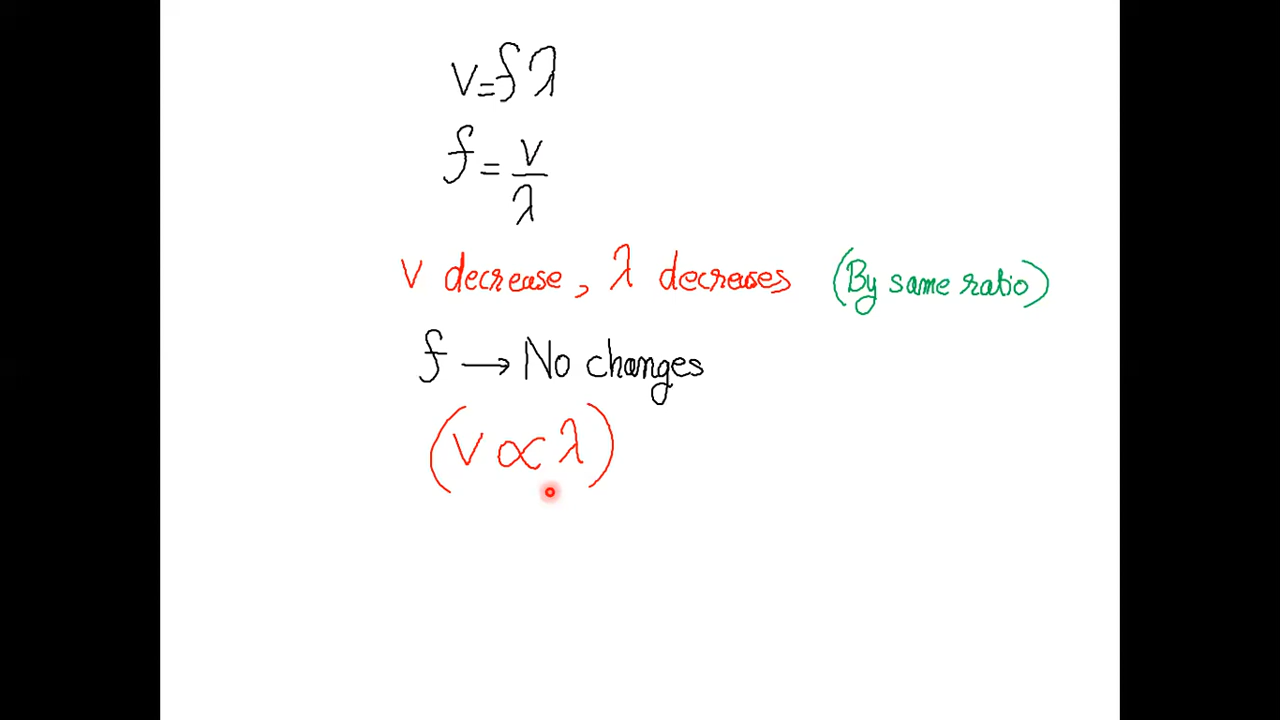 v=fλ
f = v/λ
v decrease, λ decreases (By same ratio)
f → No changes
(v ∝ λ)